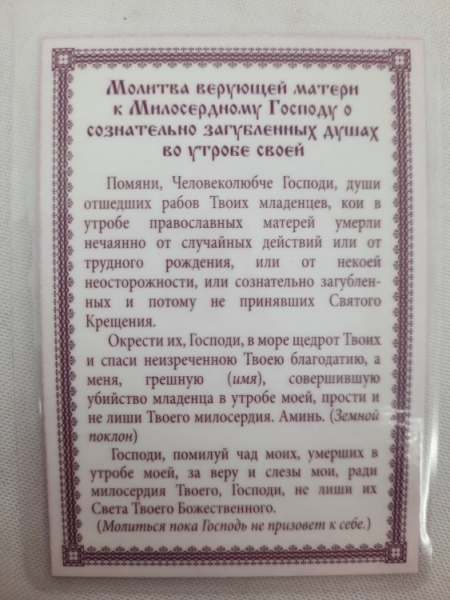 Молитва верующей матери
к Милосердному Господу о
сознательно загубленных душах
во утробе своей
Помяни, Человеколюбче Господи, души
отшедших рабов Твоих младенцев, кои в
утробе православных матерей умерли
нечаянно от случайных действий или от
трудного рождения, или от некоей
неосторожности, или сознательно загублен-
ных и потому не принявших Святого
Крещения.
Окрести их, Господи, в море щедрот Твоих
и спаси неизреченною Твоею благодатию, а
меня, грешную (имя), совершившую
убийство младенца в утробе моей, прости и
не лиши Твоего милосердия. Аминь. (Земной
поклон)
Господи, помилуй чад моих, умерших в
утробе моей, за веру и слезы мои, ради
милосердия Твоего, Господи, не лиши их
Света Твоего Божественного.
(Молиться пока Господь не призовет к себе.)